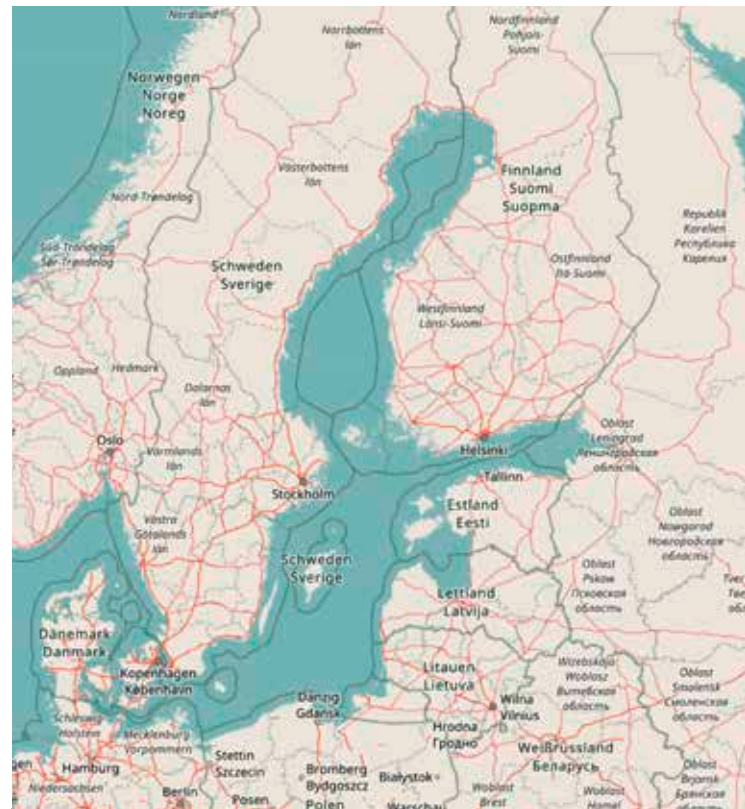 Nordland
Norrbottens
län
Nordfinnland
Pohjois-
Suomi
Norwegen
Norge
Noreg
Västerbottens
län
Finnland
Suomi
Suopma
Nord-Trøndelag
Republik
Karelien
Республика
Карелия
Süd-Trøndelag
Sør-Trøndelag
Schweden
Sverige
Ostfinnland
Itä-Suomi
Westfinnland
Länsi-Suomi
Oppland
Hedmark
Dalarnas
län
Oslo
Värmlands
län
Helsinki
Oblast
Leningrad
Ленинградская
область
Stockholm
Tallinn
Estland
Eesti
Västra
Götalands
län
Oblast
Nowgorod
Новгородская
область
Schweden
Sverige
Oblast
Pskow
Псковская
область
Lettland
Latvija
Dänemark
Danmark
Kopenhagen
København
Litauen
Lietuva
Wizebskaja
Woblasz
Витебская
область
Oblast
Smolensk
Смоленская
область
Danzig
Gdańsk
Wilna
Vilnius
Schleswig
Holstein
Mecklenburg
Vorpommern
Hrodna
Гродно
Weißrussland
Беларусь
Hamburg
Stettin
Szczecin
Niedersachsen
Bromberg
Bydgoszcz
Białystok
Oblast
Brjansk
Брянская
Berlin
Posen
Polen
Warschau
Woblast
Brest
Woblast
Homel